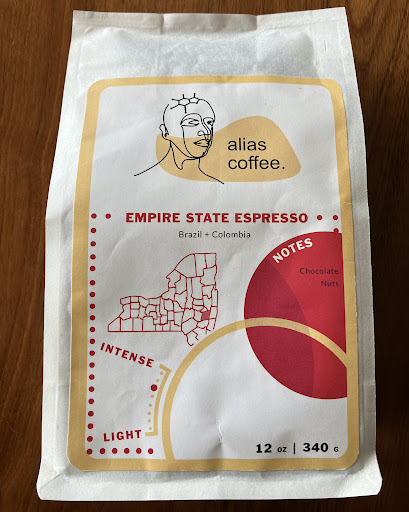 alias
coffee.
EMPIRE STATE ESPRESSO
Brazil + Colombia
NOTES
Chocolate
Nuts
INTENSE
LIGHT
12 OZ | 340 G